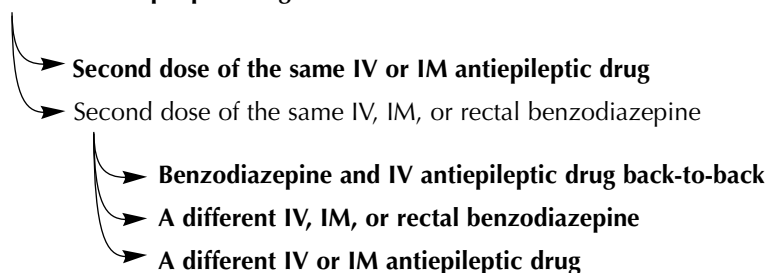 Second dose of the same IV or IM antiepileptic drug
Second dose of the same IV, IM, or rectal benzodiazepine
Benzodiazepine and IV antiepileptic drug back-to-back
A different IV, IM, or rectal benzodiazepine
A different IV or IM antiepileptic drug